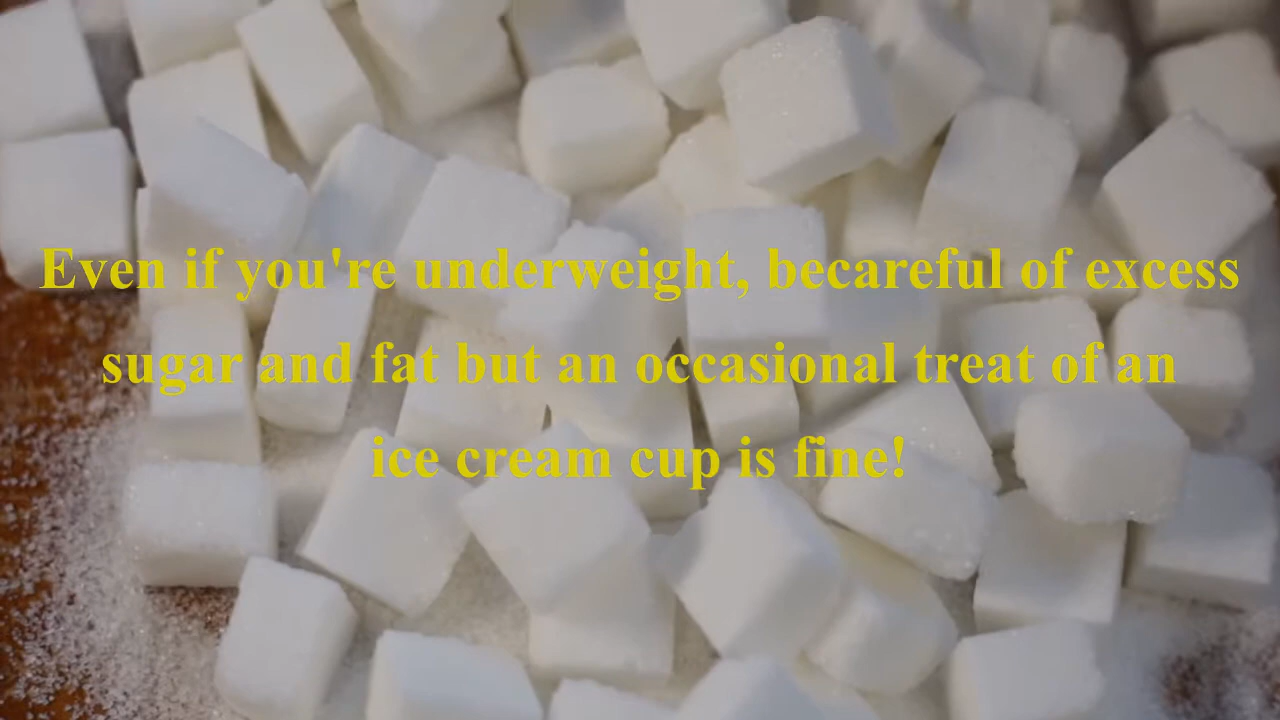 Even if you're underweight, becareful of excess
sugar and fat but an occasional treat of an
ice cream cup is fine!